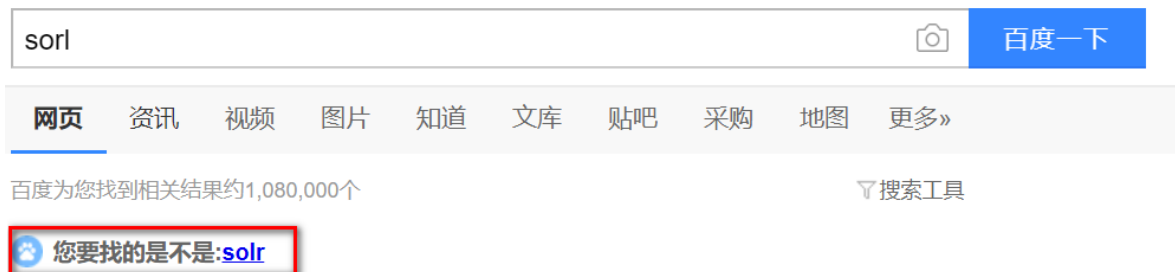 sorl 百度一下
网页 资讯 视频 图片 知道 文库 贴吧 采购 地图 更多»
百度为您找到相关结果约1,080,000个 搜索工具
您要找的是不是:solr